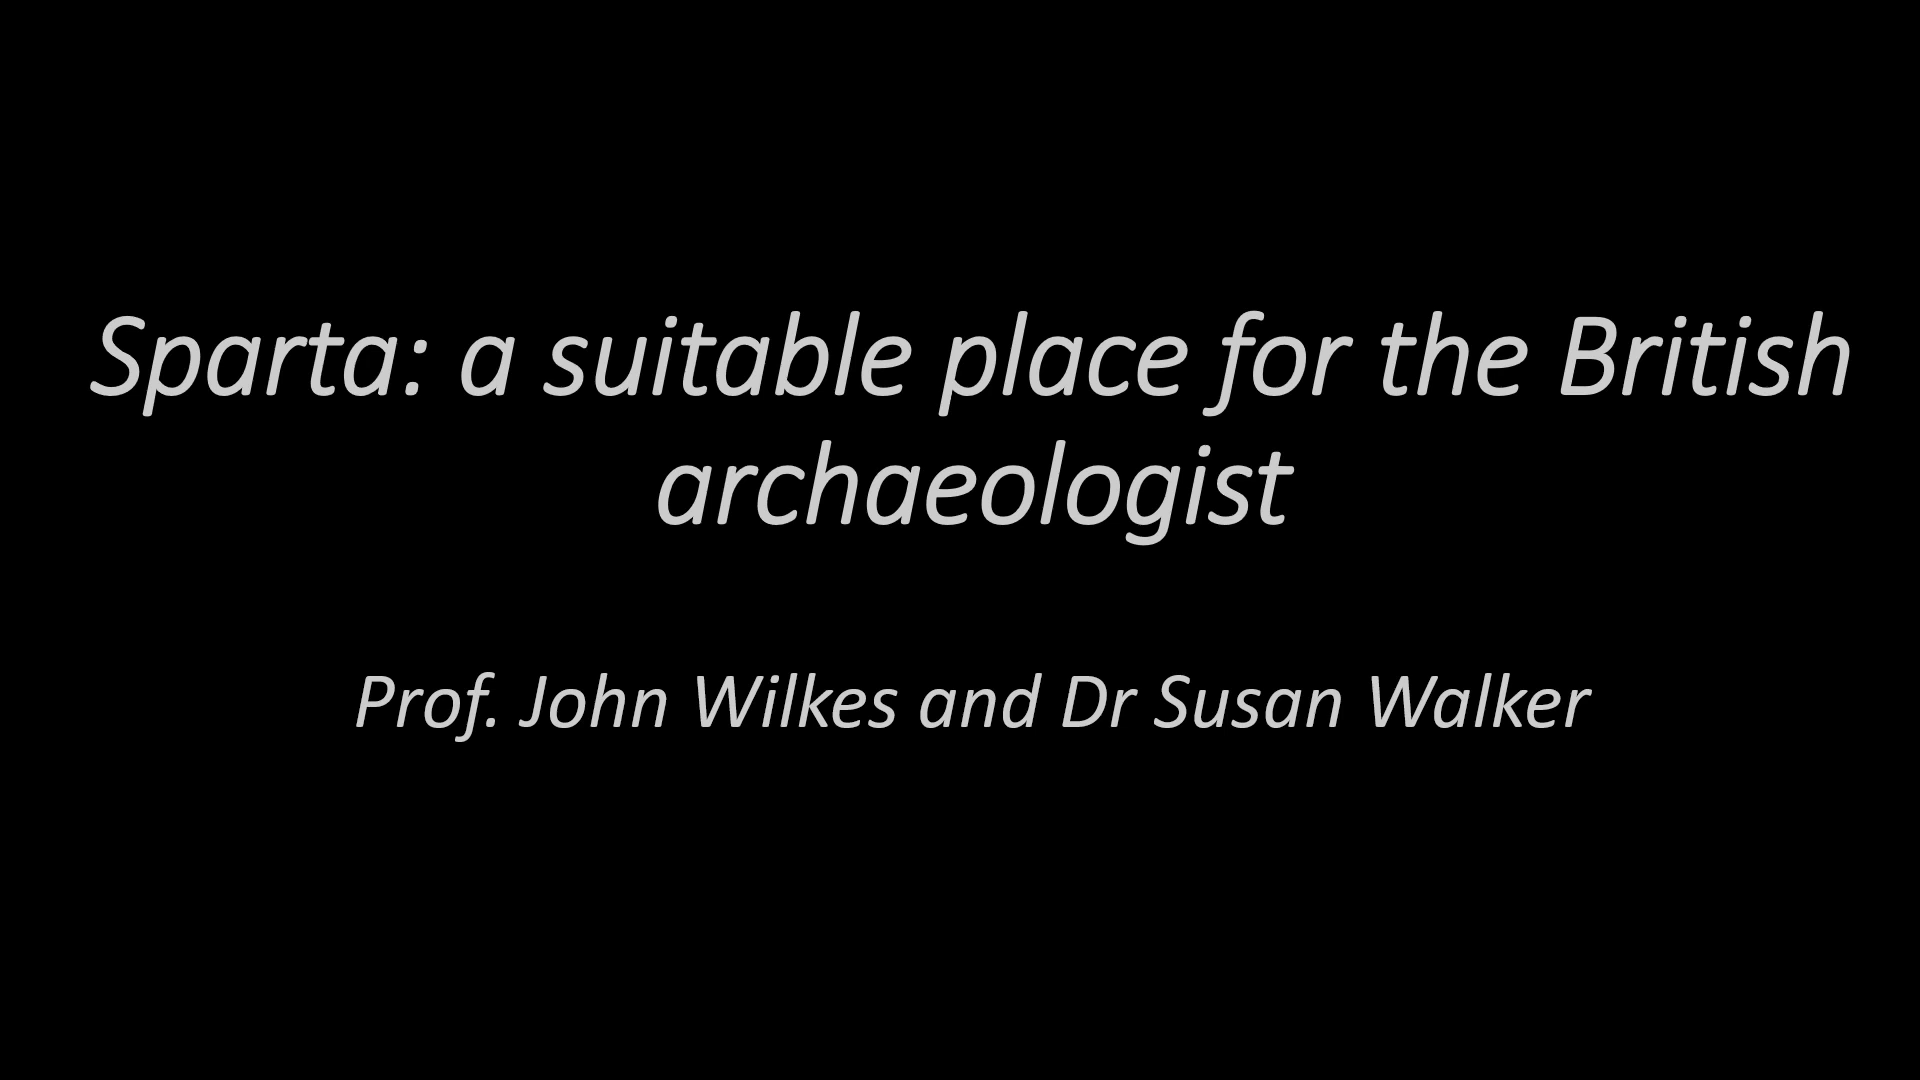 Sparta: a suitable place for the British
archaeologist
Prof. John Wilkes and Dr Susan Walker